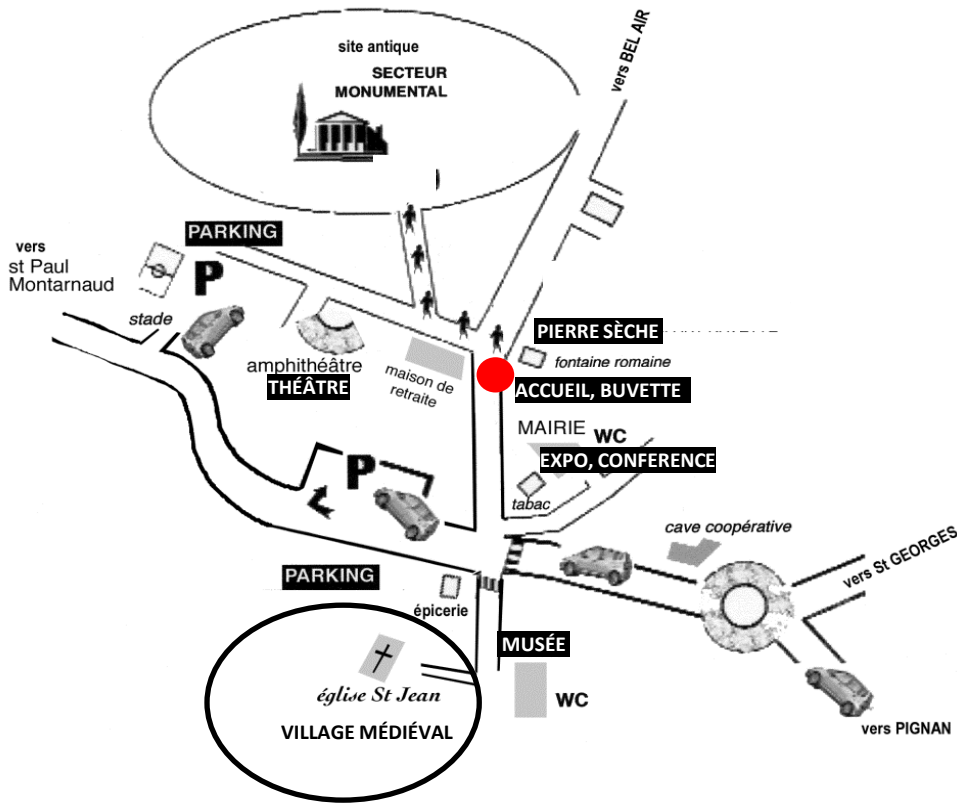 site antique
SECTEUR
MONUMENTAL
vers BEL AIR
PARKING
vers
st Paul
Montarnaud
P
stade
amphithéâtre
THÉÂTRE
maison de
retraite
PIERRE SÈCHE
fontaine romaine
ACCUEIL, BUVETTE
MAIRIE
WC
EXPO, CONFERENCE
tabac
P
cave coopérative
vers St GEORGES
PARKING
épicerie
MUSÉE
église St Jean
WC
VILLAGE MÉDIÉVAL
vers PIGNAN